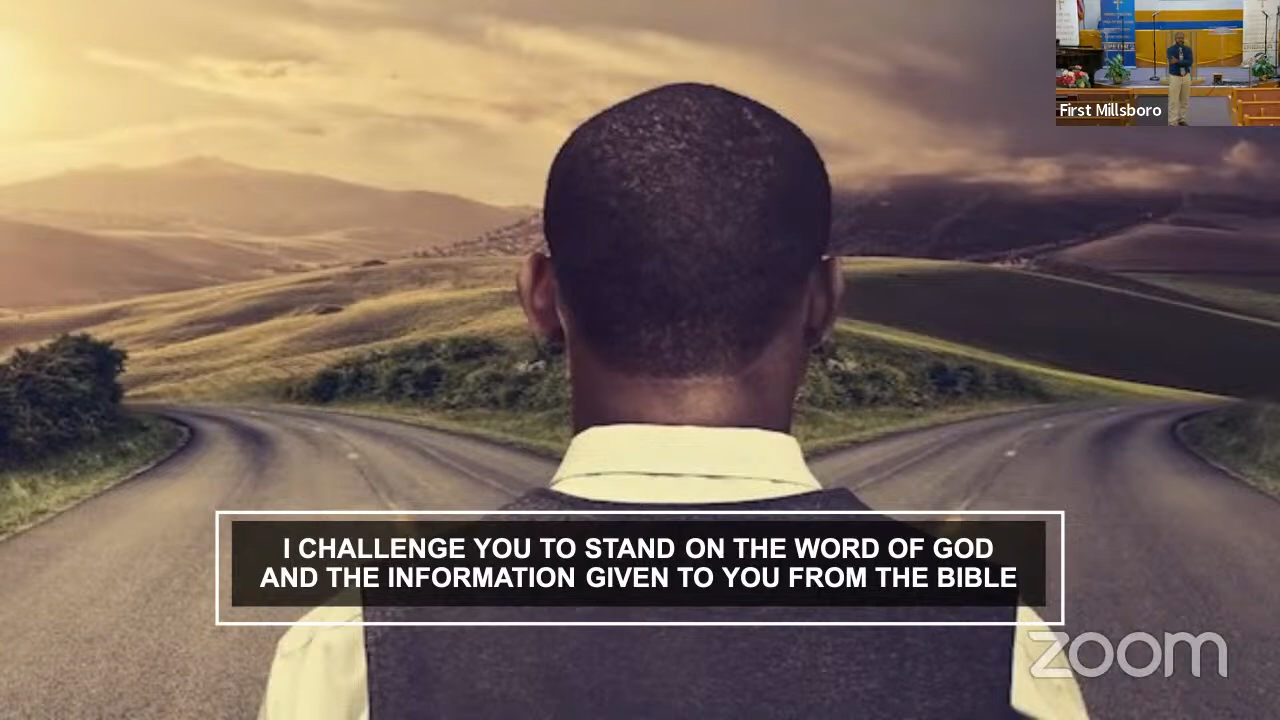 First Millsboro
I CHALLENGE YOU TO STAND ON THE WORD OF GOD
AND THE INFORMATION GIVEN TO YOU FROM THE BIBLE
zoom